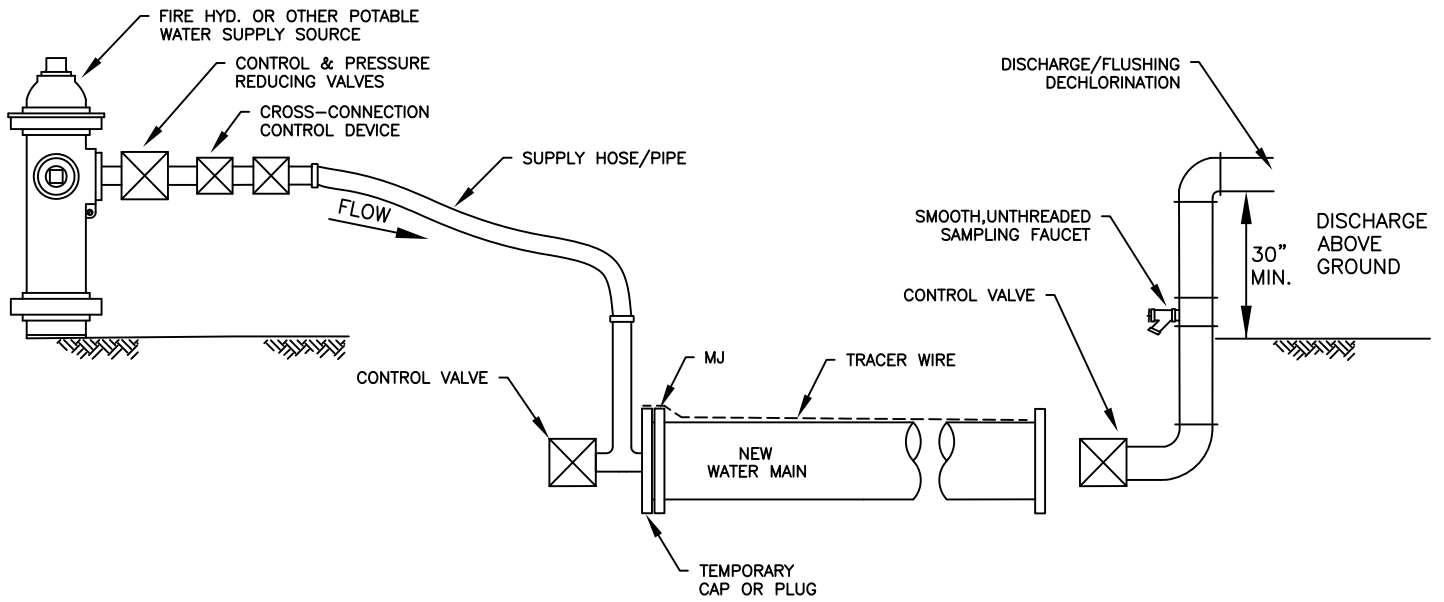 FIRE HYD. OR OTHER POTABLE
WATER SUPPLY SOURCE
CONTROL & PRESSURE
REDUCING VALVES
CROSS-CONNECTION
CONTROL DEVICE
SUPPLY HOSE/PIPE
FLOW
DISCHARGE/FLUSHING
DECHLORINATION
SMOOTH,UNTHREADED
SAMPLING FAUCET
30"
MIN.
DISCHARGE
ABOVE
GROUND
CONTROL VALVE
CONTROL VALVE
MJ
TRACER WIRE
NEW
WATER MAIN
TEMPORARY
CAP OR PLUG